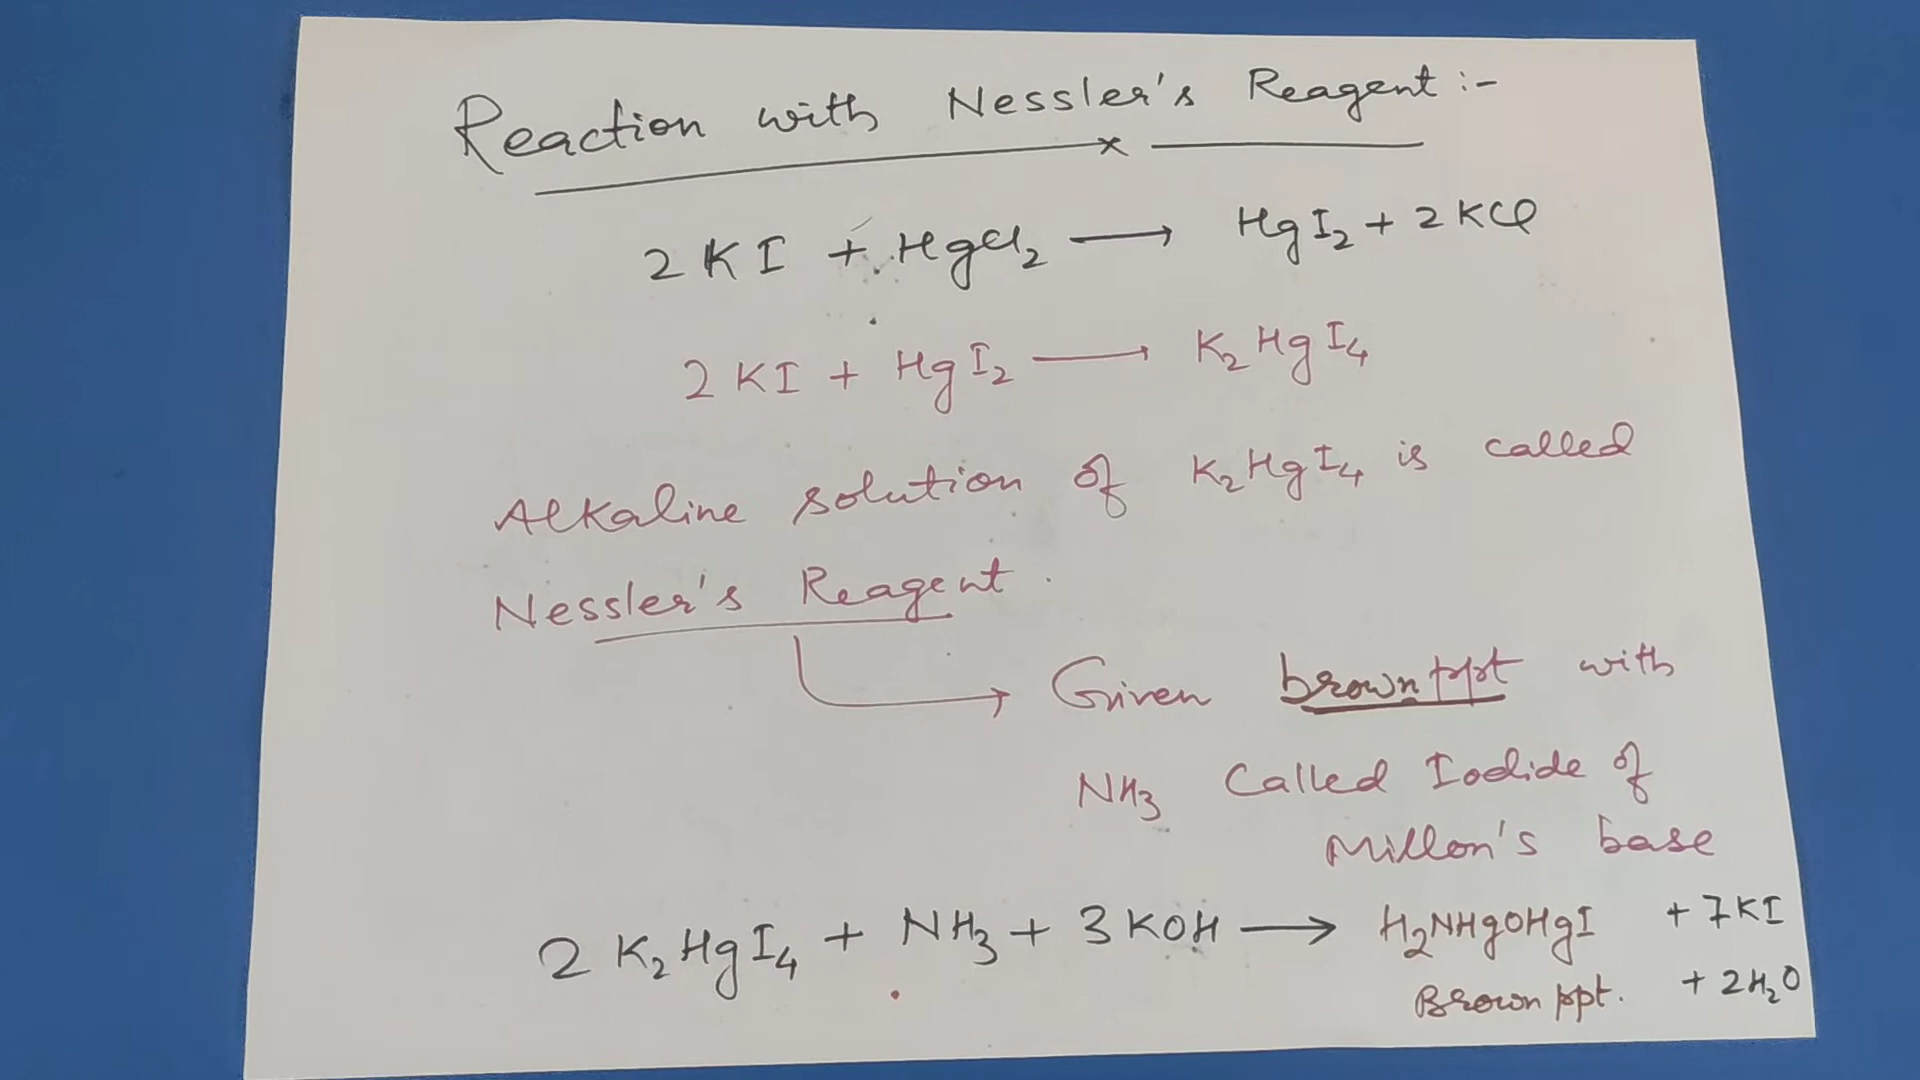 Reaction with Nessler's Reagent :-
2KI + HgCl₂ ⟶ HgI₂ + 2KCl
2KI + HgI₂ ⟶ K₂HgI₄
Alkaline solution of K₂HgI₄ is called
Nessler's Reagent.
Given brown ppt with
NH₃ Called Iodide of
Millon's base
2K₂HgI₄ + NH₃ + 3KOH ⟶ H₂NHgOHgI + 7KI
Brown ppt. + 2H₂O